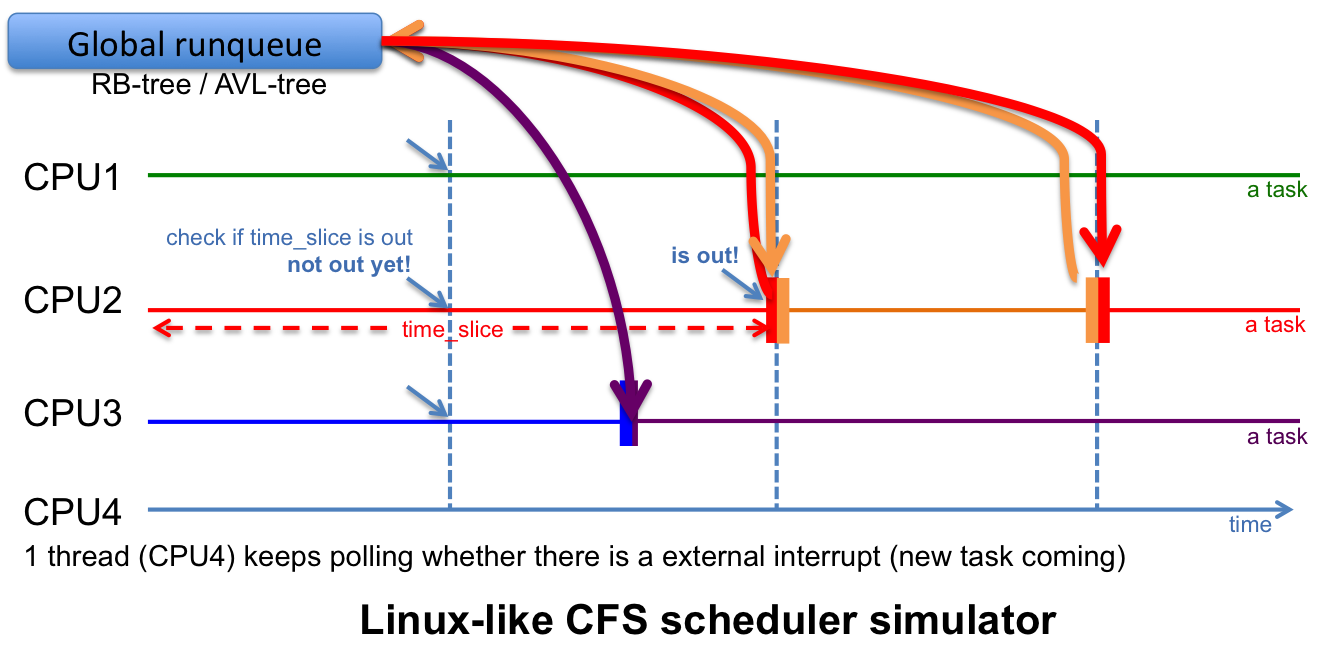 Global runqueue
RB-tree / AVL-tree
CPU1
a task
check if time_slice is out
not out yet!
is out!
CPU2
time_slice
a task
CPU3
a task
CPU4
time
1 thread (CPU4) keeps polling whether there is a external interrupt (new task coming)
Linux-like CFS scheduler simulator